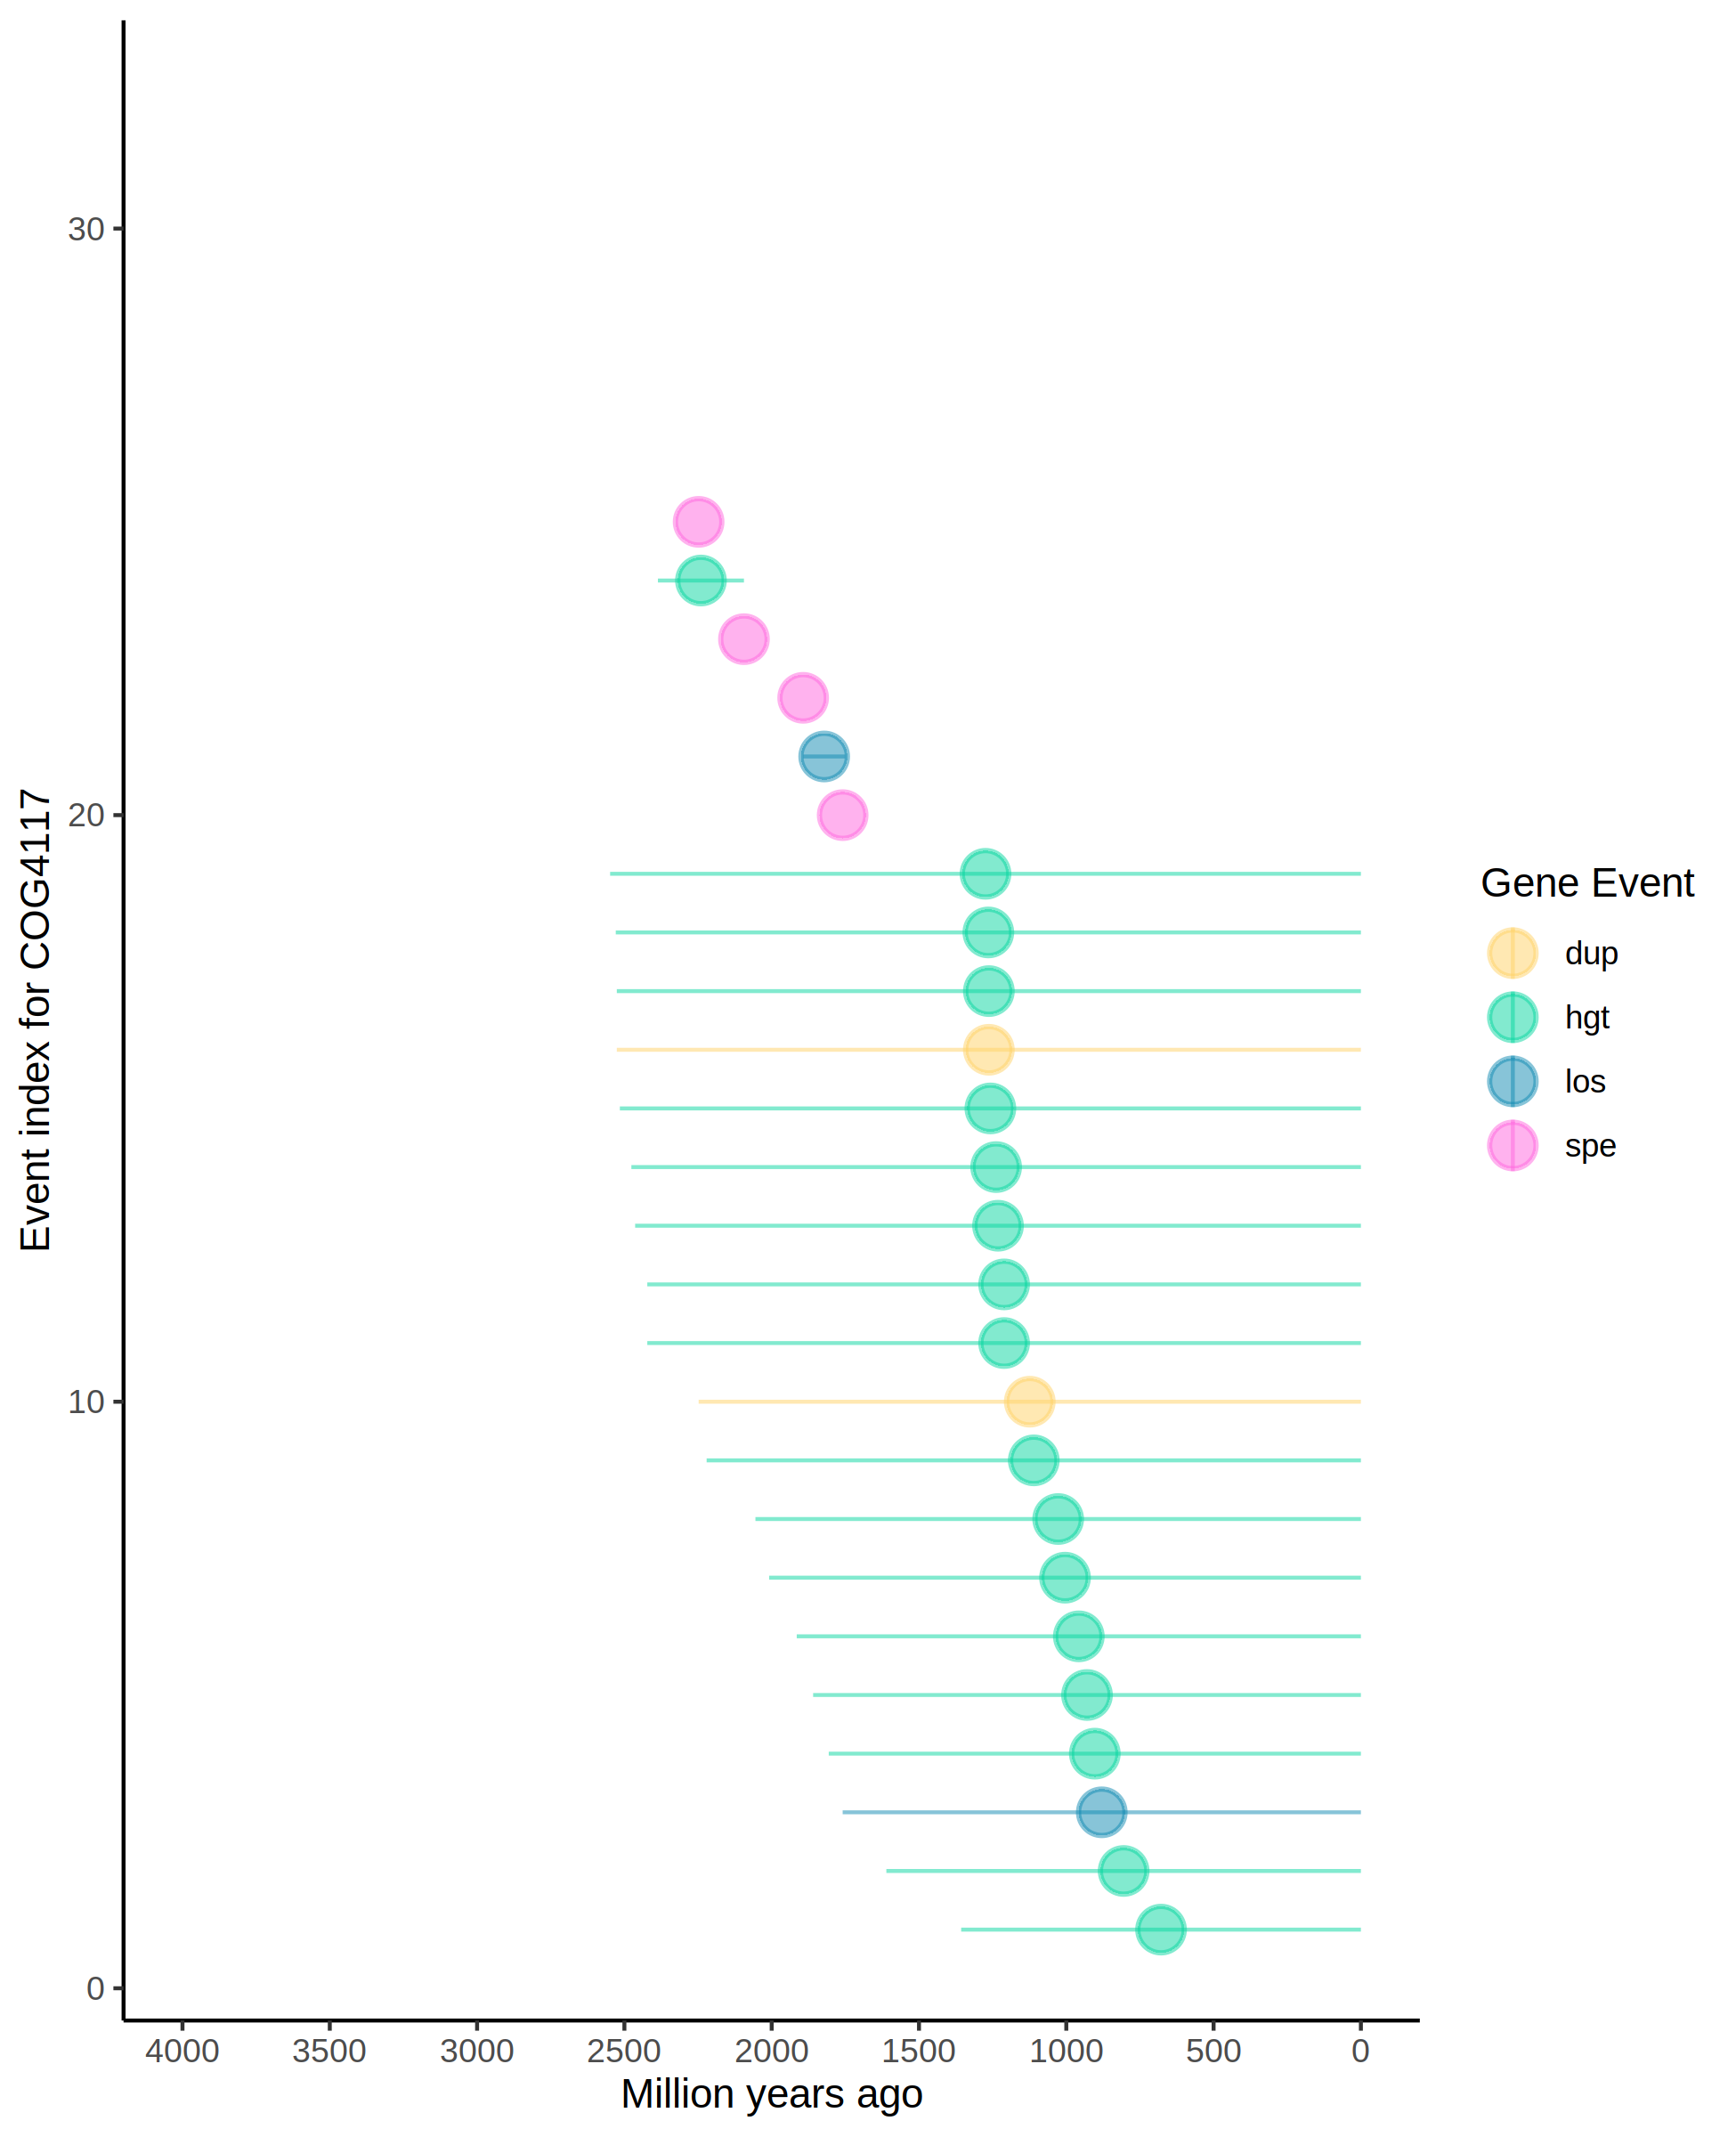 30
20
10
0
Event index for COG4117
4000 3500 3000 2500 2000 1500 1000 500 0
Million years ago
Gene Event
dup
hgt
los
spe